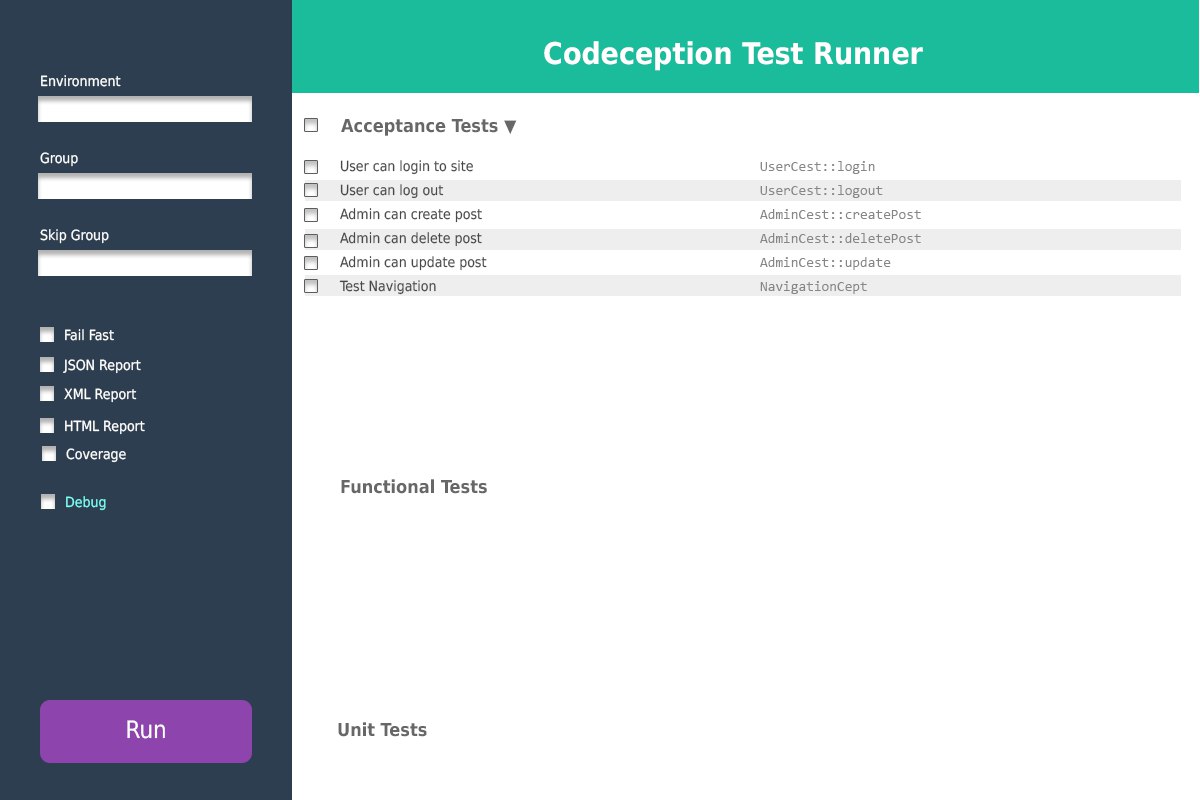 Codeception Test Runner
Environment
Group
Skip Group
Fail Fast
JSON Report
XML Report
HTML Report
Coverage
Debug
Run
Acceptance Tests ▼
User can login to site UserCest::login
User can log out UserCest::logout
Admin can create post AdminCest::createPost
Admin can delete post AdminCest::deletePost
Admin can update post AdminCest::update
Test Navigation NavigationCept
Functional Tests
Unit Tests